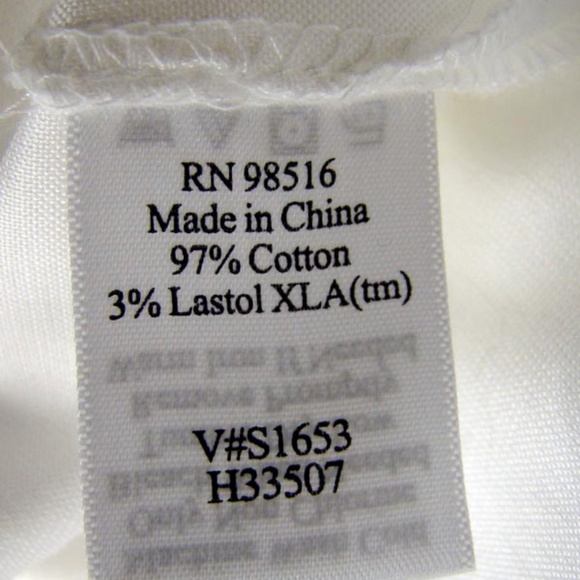 RN 98516
Made in China
97% Cotton
3% Lastol XLA(tm)
V#S1653
H33507